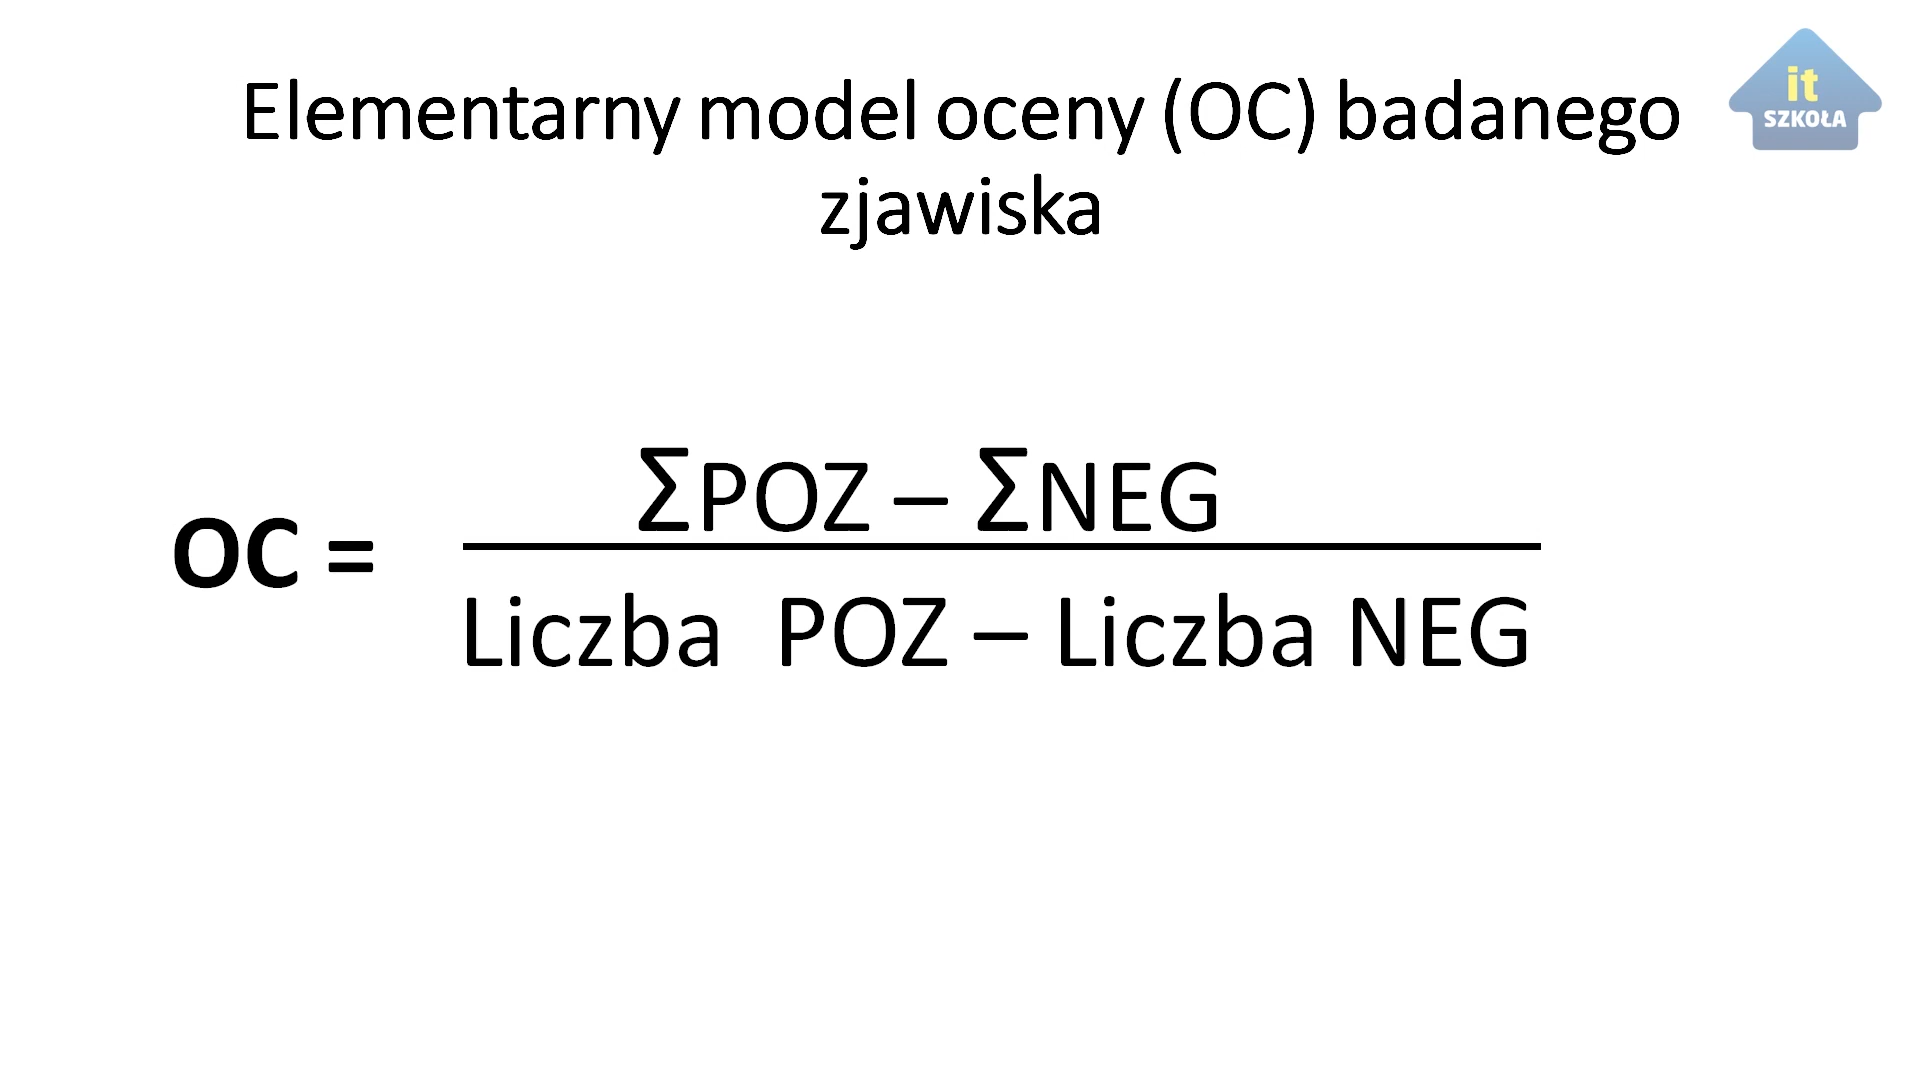 Elementarny model oceny (OC) badanego
zjawiska
it
SZKOŁA
ΣPOZ – ΣNEG
OC =
Liczba POZ – Liczba NEG